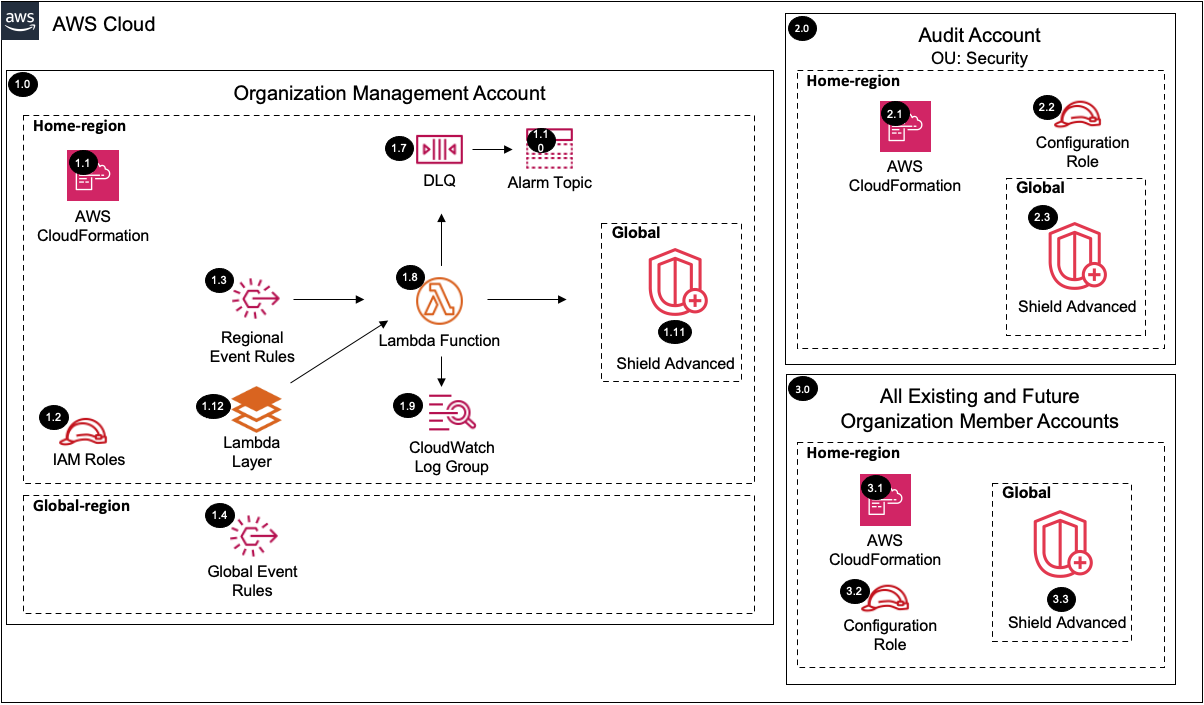 aws
AWS Cloud
1.0
Organization Management Account
Home-region
1.1
AWS
CloudFormation
1.7
DLQ
1.1
0
Alarm Topic
1.3
Regional
Event Rules
1.8
Lambda Function
Global
1.11
Shield Advanced
1.2
IAM Roles
1.12
Lambda
Layer
1.9
CloudWatch
Log Group
Global-region
1.4
Global Event
Rules
2.0
Audit Account
OU: Security
Home-region
2.1
AWS
CloudFormation
2.2
Configuration
Role
Global
2.3
Shield Advanced
3.0
All Existing and Future
Organization Member Accounts
Home-region
3.1
AWS
CloudFormation
3.2
Configuration
Role
Global
3.3
Shield Advanced